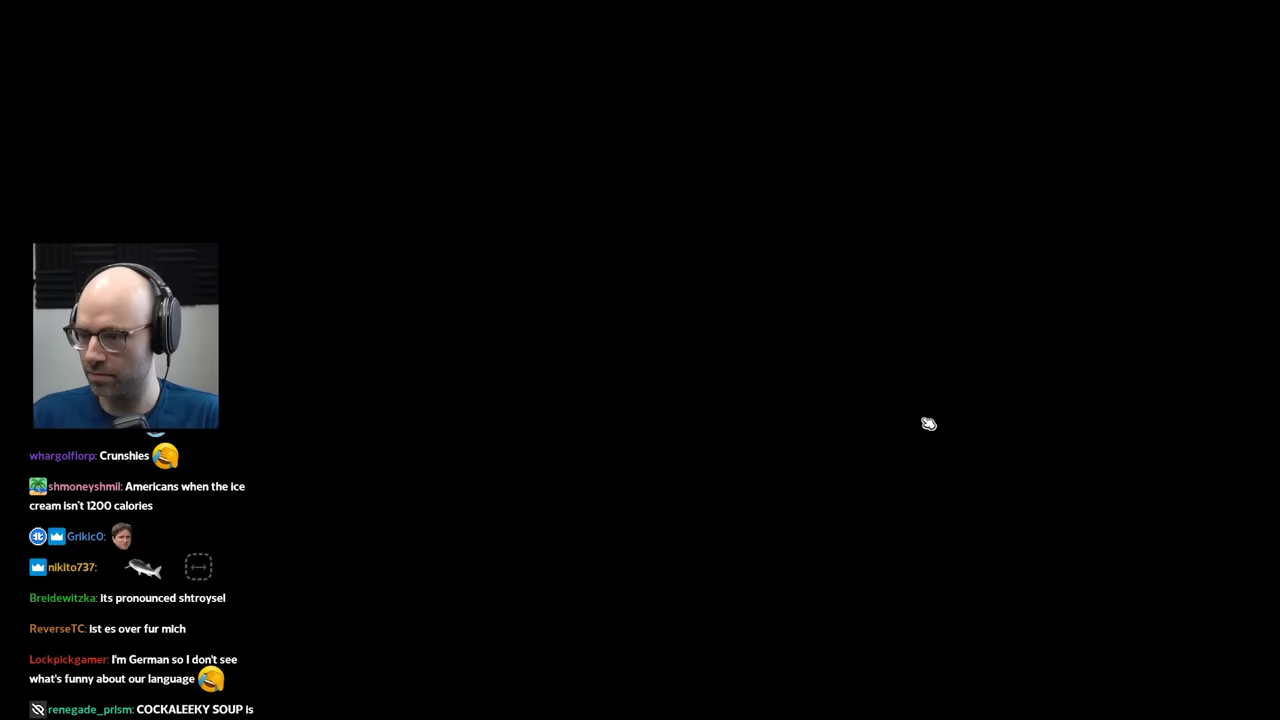 whargolflorp: Crunshies
shmoneyshmil: Americans when the ice
cream isn't 1200 calories
GrikicO:
nikito737:
Breidewitzka: its pronounced shtroysel
ReverseTC: ist es over fur mich
Lockpickgamer: I'm German so I don't see
what's funny about our language
renegade_prism: COCKALEEKY SOUP is